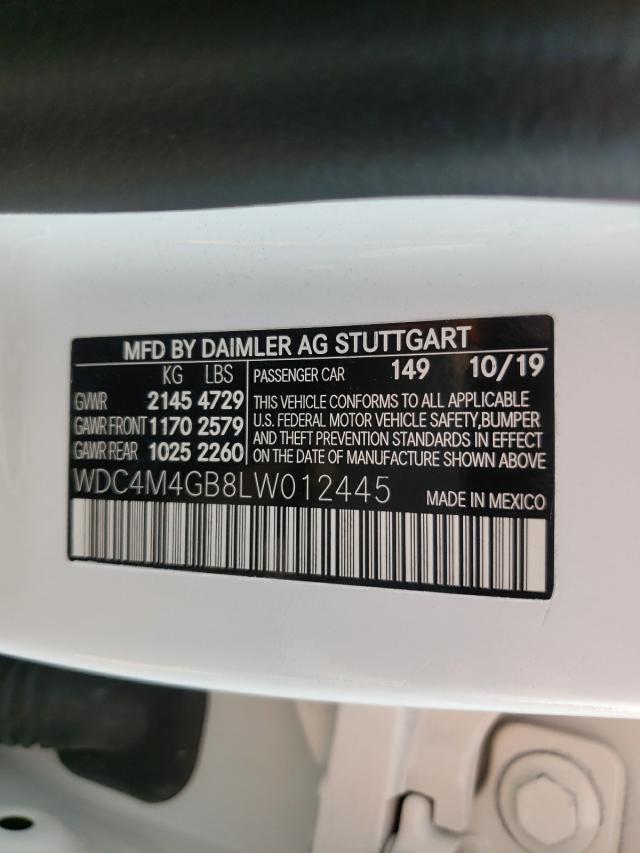 MFD BY DAIMLER AG STUTTGART
KG LBS
GVWR 2145 4729
GAWR FRONT 1170 2579
GAWR REAR 1025 2260
PASSENGER CAR 149 10/19
THIS VEHICLE CONFORMS TO ALL APPLICABLE
U.S. FEDERAL MOTOR VEHICLE SAFETY, BUMPER
AND THEFT PREVENTION STANDARDS IN EFFECT
ON THE DATE OF MANUFACTURE SHOWN ABOVE.
WDC4M4GB8LW012445 MADE IN MEXICO